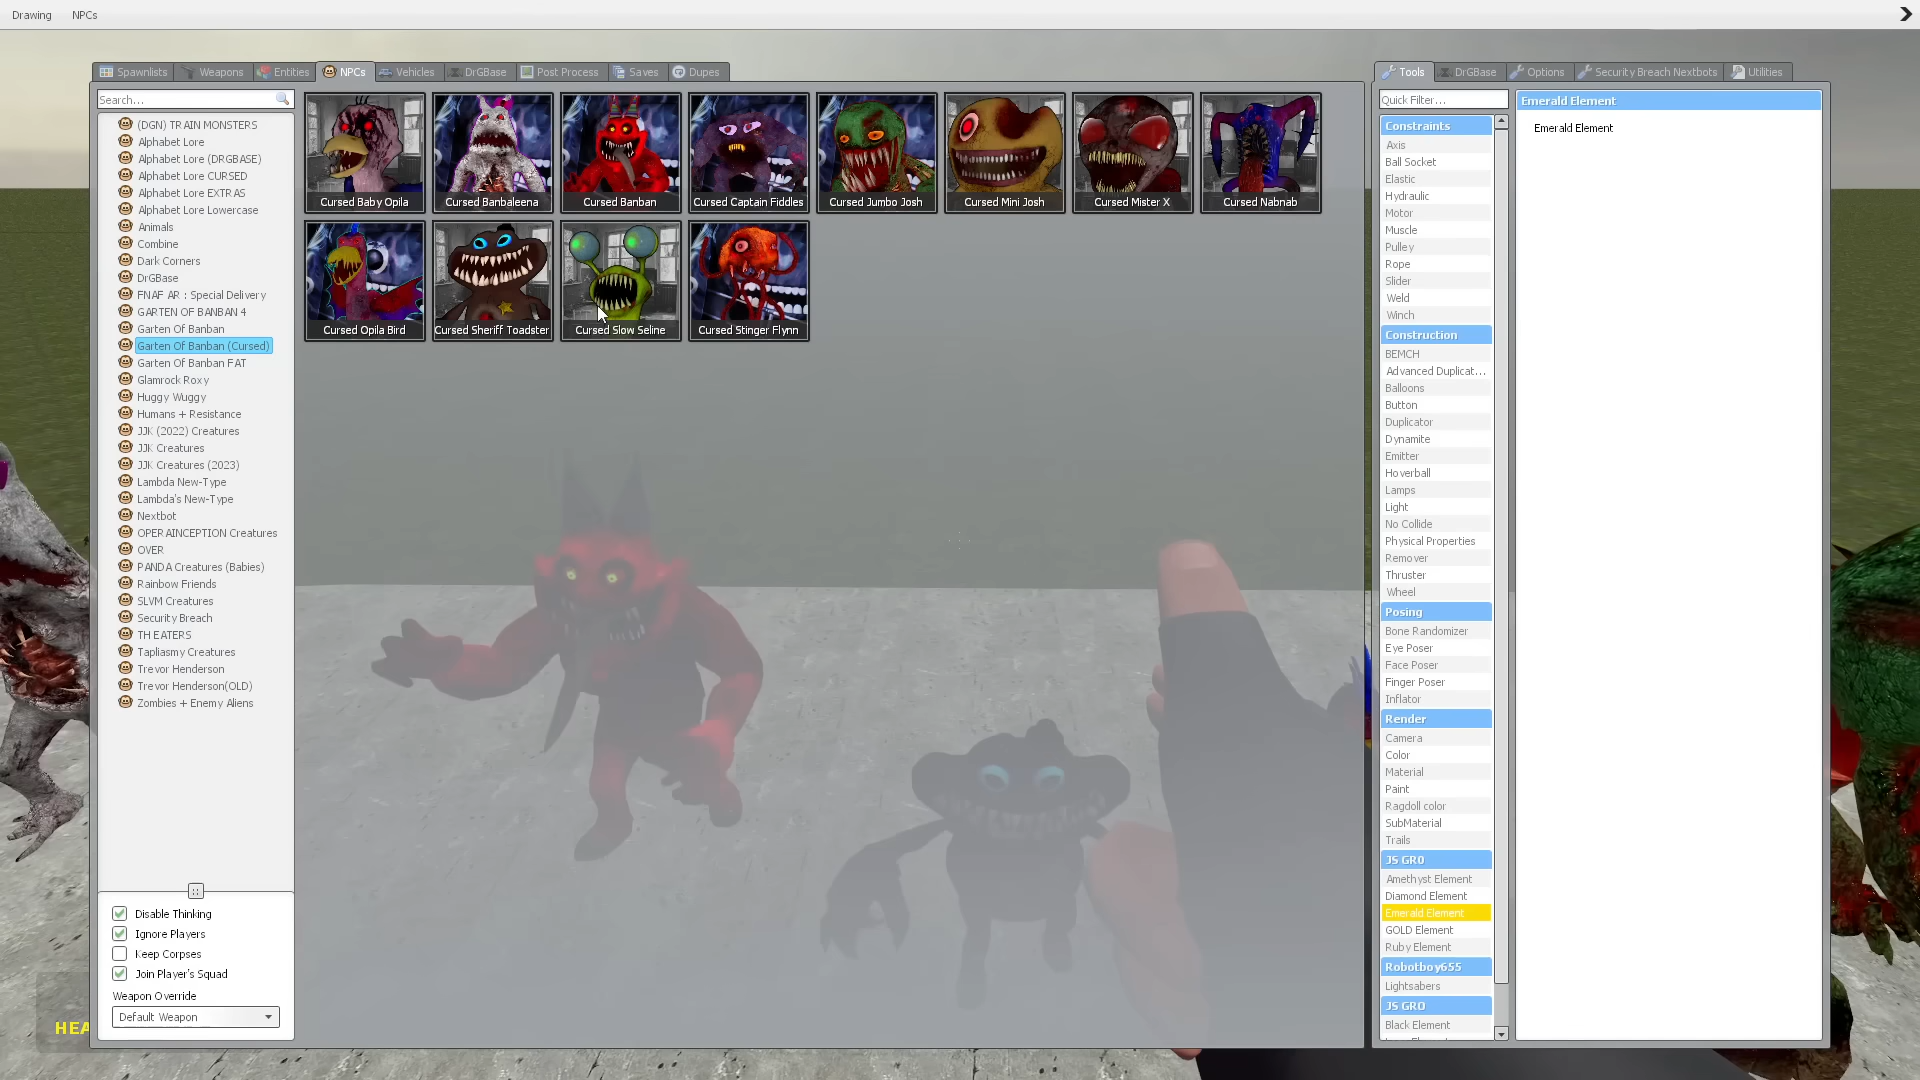 Drawing
NPCs
Spawnlists
Weapons
Entities
NPCs
Vehicles
DrGBase
Post Process
Saves
Dupes
Search...
(DGN) TRAIN MONSTERS
Alphabet Lore
Alphabet Lore (DRGBASE)
Alphabet Lore CURSED
Alphabet Lore EXTRAS
Alphabet Lore Lowercase
Animals
Combine
Dark Corners
DrGBase
FNAF AR : Special Delivery
GARTEN OF BANBAN 4
Garten Of Banban
Garten Of Banban (Cursed)
Garten Of Banban FAT
Glamrock Roxy
Huggy Wuggy
Humans + Resistance
JJK (2022) Creatures
JJK Creatures
JJK Creatures (2023)
Lambda New-Type
Lambda's New-Type
Nextbot
OPERAINCEPTION Creatures
OVER
PANDA Creatures (Babies)
Rainbow Friends
SLVM Creatures
Security Breach
TH EATERS
Tapliasmy Creatures
Trevor Henderson
Trevor Henderson(OLD)
Zombies + Enemy Aliens
Disable Thinking
Ignore Players
Keep Corpses
Join Player's Squad
Weapon Override
Default Weapon
HEA
Cursed Baby Opila
Cursed Banbaleena
Cursed Banban
Cursed Captain Fiddles
Cursed Jumbo Josh
Cursed Mini Josh
Cursed Mister X
Cursed Nabnab
Cursed Opila Bird
Cursed Sheriff Toadster
Cursed Slow Seline
Cursed Stinger Flynn
Tools
DrGBase
Options
Security Breach Nextbots
Utilities
Quick Filter...
Constraints
Axis
Ball Socket
Elastic
Hydraulic
Motor
Muscle
Pulley
Rope
Slider
Weld
Winch
Construction
BEMCH
Advanced Duplicat...
Balloons
Button
Duplicator
Dynamite
Emitter
Hoverball
Lamps
Light
No Collide
Physical Properties
Remover
Thruster
Wheel
Posing
Bone Randomizer
Eye Poser
Face Poser
Finger Poser
Inflator
Render
Camera
Color
Material
Paint
Ragdoll color
SubMaterial
Trails
JS GRO
Amethyst Element
Diamond Element
Emerald Element
GOLD Element
Ruby Element
Robotboy655
Lightsabers
JS GRO
Black Element
Emerald Element
Emerald Element